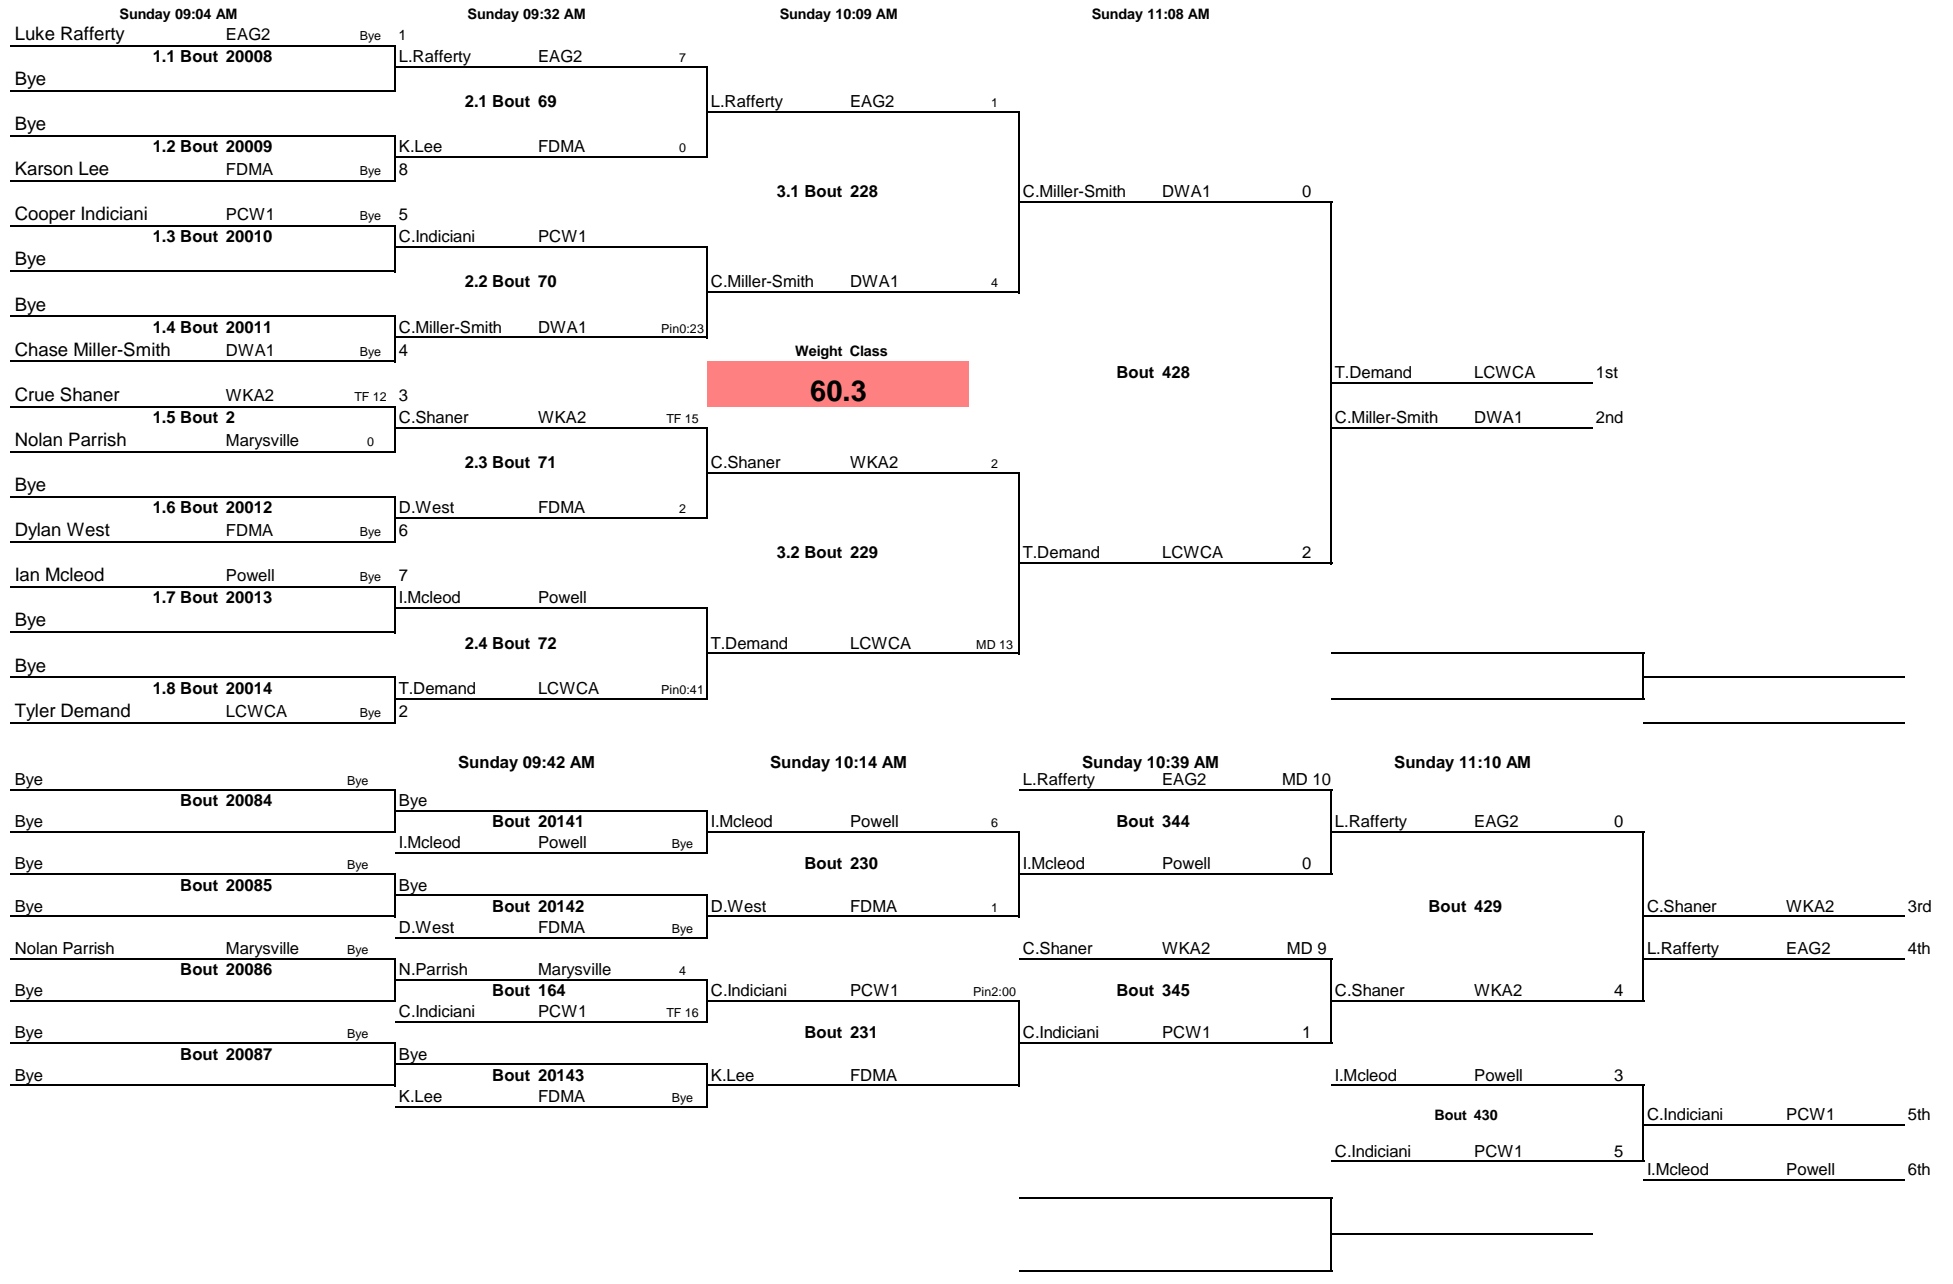 Sunday 09:04 AM Sunday 09:32 AM Sunday 10:09 AM Sunday 11:08 AM
Luke Rafferty EAG2 Bye 1
1.1 Bout 20008 L.Rafferty EAG2 7
Bye
2.1 Bout 69 L.Rafferty EAG2 1
Bye
1.2 Bout 20009 K.Lee FDMA 0
Karson Lee FDMA Bye 8
3.1 Bout 228 C.Miller-Smith DWA1 0
Cooper Indiciani PCW1 Bye 5
1.3 Bout 20010 C.Indiciani PCW1
Bye
2.2 Bout 70 C.Miller-Smith DWA1 4
Bye
1.4 Bout 20011 C.Miller-Smith DWA1 Pin0:23
Chase Miller-Smith DWA1 Bye 4 Weight Class
Bout 428 T.Demand LCWCA 1st
Crue Shaner WKA2 TF 12 3 60.3
1.5 Bout 2 C.Shaner WKA2 TF 15 C.Miller-Smith DWA1 2nd
Nolan Parrish Marysville 0
2.3 Bout 71 C.Shaner WKA2 2
Bye
1.6 Bout 20012 D.West FDMA 2
Dylan West FDMA Bye 6
3.2 Bout 229 T.Demand LCWCA 2
Ian Mcleod Powell Bye 7
1.7 Bout 20013 I.Mcleod Powell
Bye
2.4 Bout 72 T.Demand LCWCA MD 13
Bye
1.8 Bout 20014 T.Demand LCWCA Pin0:41
Tyler Demand LCWCA Bye 2
Sunday 09:42 AM Sunday 10:14 AM Sunday 10:39 AM Sunday 11:10 AM
Bye Bye L.Rafferty EAG2 MD 10
Bout 20084 Bye
Bye Bout 20141 I.Mcleod Powell 6 Bout 344 L.Rafferty EAG2 0
I.Mcleod Powell Bye
Bye Bye Bout 230 I.Mcleod Powell 0
Bout 20085 Bye
Bye Bout 20142 D.West FDMA 1 Bout 429 C.Shaner WKA2 3rd
D.West FDMA Bye
Nolan Parrish Marysville Bye C.Shaner WKA2 MD 9 L.Rafferty EAG2 4th
Bout 20086 N.Parrish Marysville 4
Bye Bout 164 C.Indiciani PCW1 Pin2:00 Bout 345 C.Shaner WKA2 4
C.Indiciani PCW1 TF 16
Bye Bye Bout 231 C.Indiciani PCW1 1
Bout 20087 Bye
Bye Bout 20143 K.Lee FDMA I.Mcleod Powell 3
K.Lee FDMA Bye
Bout 430 C.Indiciani PCW1 5th
C.Indiciani PCW1 5
I.Mcleod Powell 6th